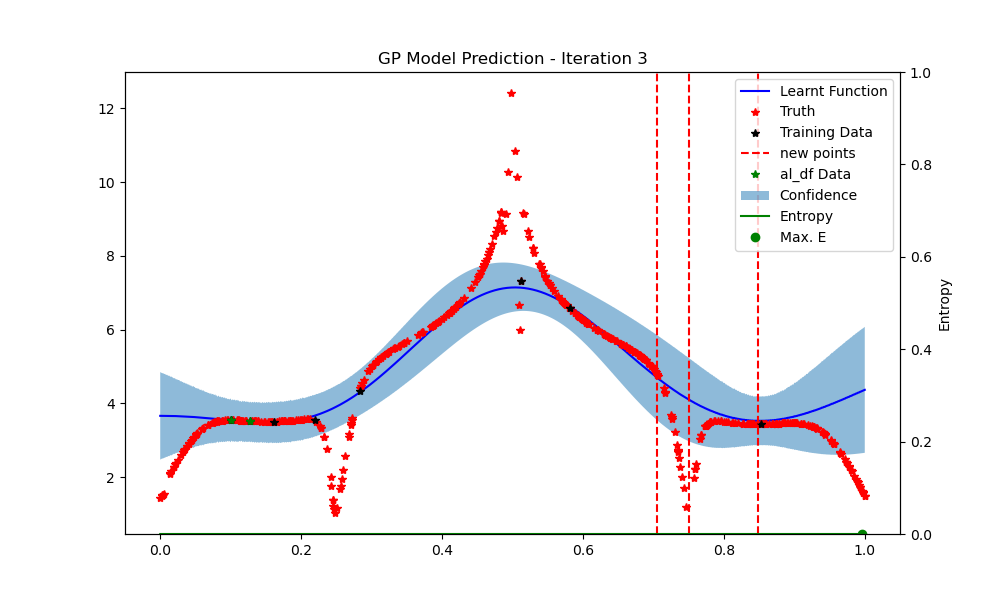 GP Model Prediction - Iteration 3
Learnt Function
Truth
Training Data
new points
al_df Data
Confidence
Entropy
Max. E
12
10
8
6
4
2
1.0
0.8
0.6
0.4
0.2
0.0
Entropy
0.0
0.2
0.4
0.6
0.8
1.0